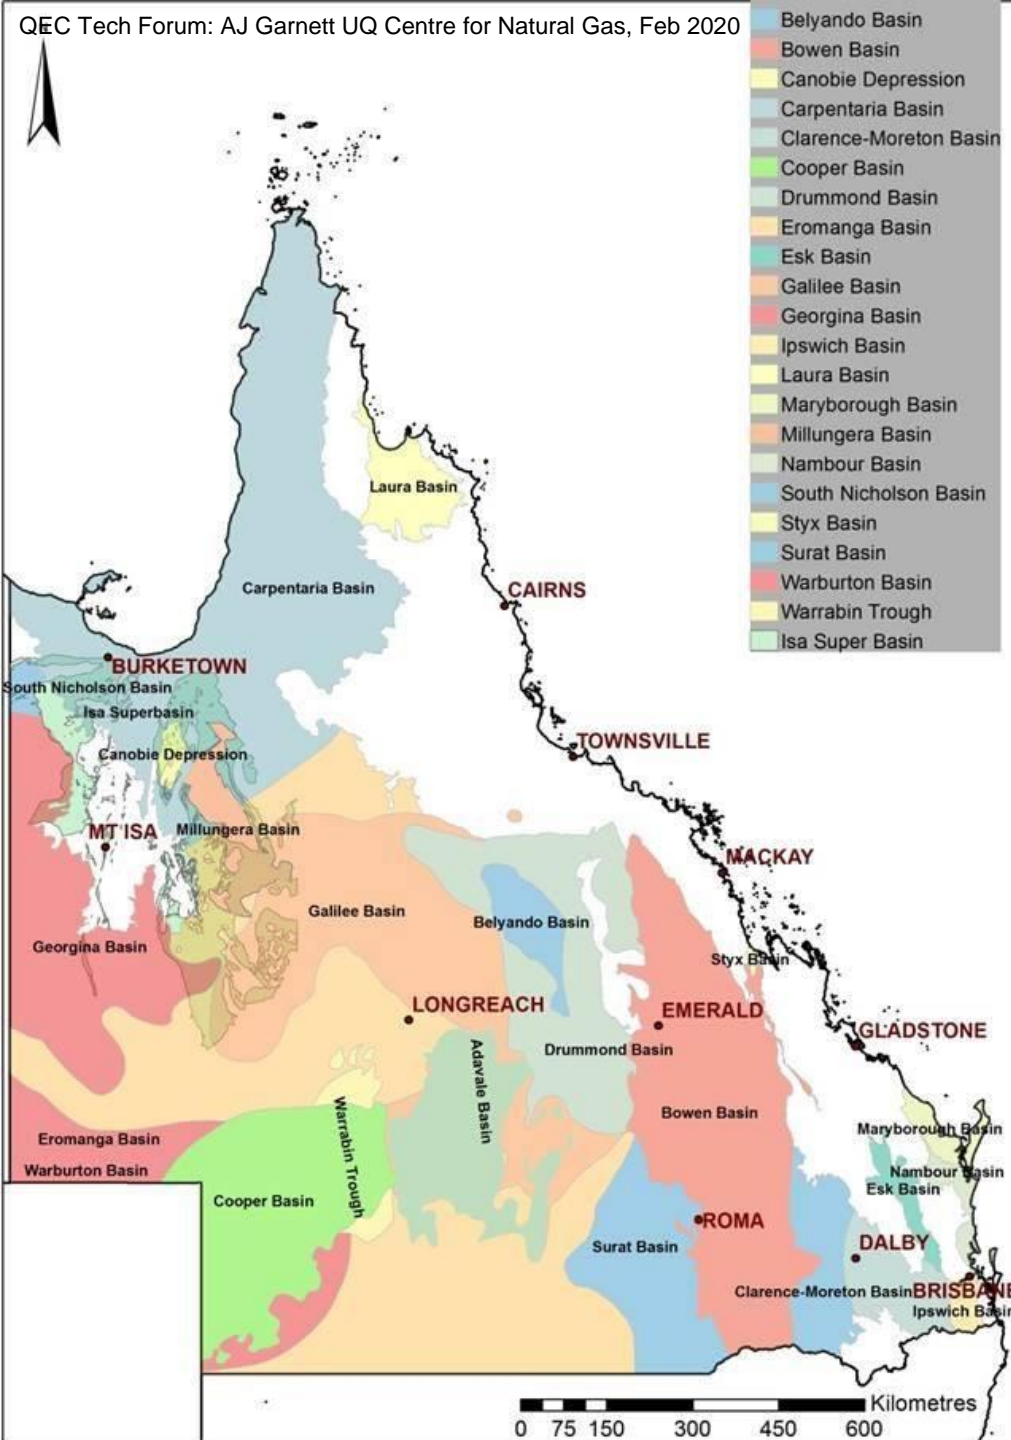 QEC Tech Forum: AJ Garnett UQ Centre for Natural Gas, Feb 2020
Belyando Basin
Bowen Basin
Canobie Depression
Carpentaria Basin
Clarence-Moreton Basin
Cooper Basin
Drummond Basin
Eromanga Basin
Esk Basin
Galilee Basin
Georgina Basin
Ipswich Basin
Laura Basin
Maryborough Basin
Millungera Basin
Nambour Basin
South Nicholson Basin
Styx Basin
Surat Basin
Warburton Basin
Warrabin Trough
Isa Super Basin
Laura Basin
Carpentaria Basin
CAIRNS
BURKETOWN
South Nicholson Basin
Isa Superbasin
TOWNSVILLE
Canobie Depression
MT ISA
Millungera Basin
MACKAY
Galilee Basin
Belyando Basin
Georgina Basin
Styx Basin
LONGREACH
EMERALD
GLADSTONE
Drummond Basin
Adavale Basin
Bowen Basin
Maryborough Basin
Eromanga Basin
Warrabin Trough
Warburton Basin
Nambour Basin
Esk Basin
Cooper Basin
ROMA
Surat Basin
DALBY
Clarence-Moreton Basin
BRISBANE
Ipswich Basin
Kilometres
0 75 150 300 450 600